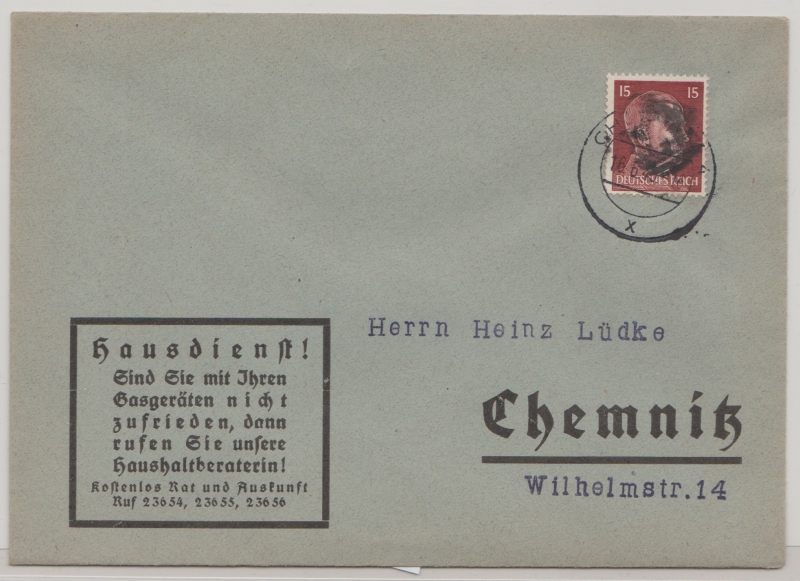 15 15
DEUTSCHES REICH
x
Herrn Heinz Lüdke
Chemnitz
Wilhelmstr.14
Hausdienst!
Sind Sie mit Ihren
Gasgeräten nicht
zufrieden, dann
rufen Sie unsere
Haushaltberaterin!
Kostenlos Rat und Auskunft
Ruf 23654, 23655, 23656